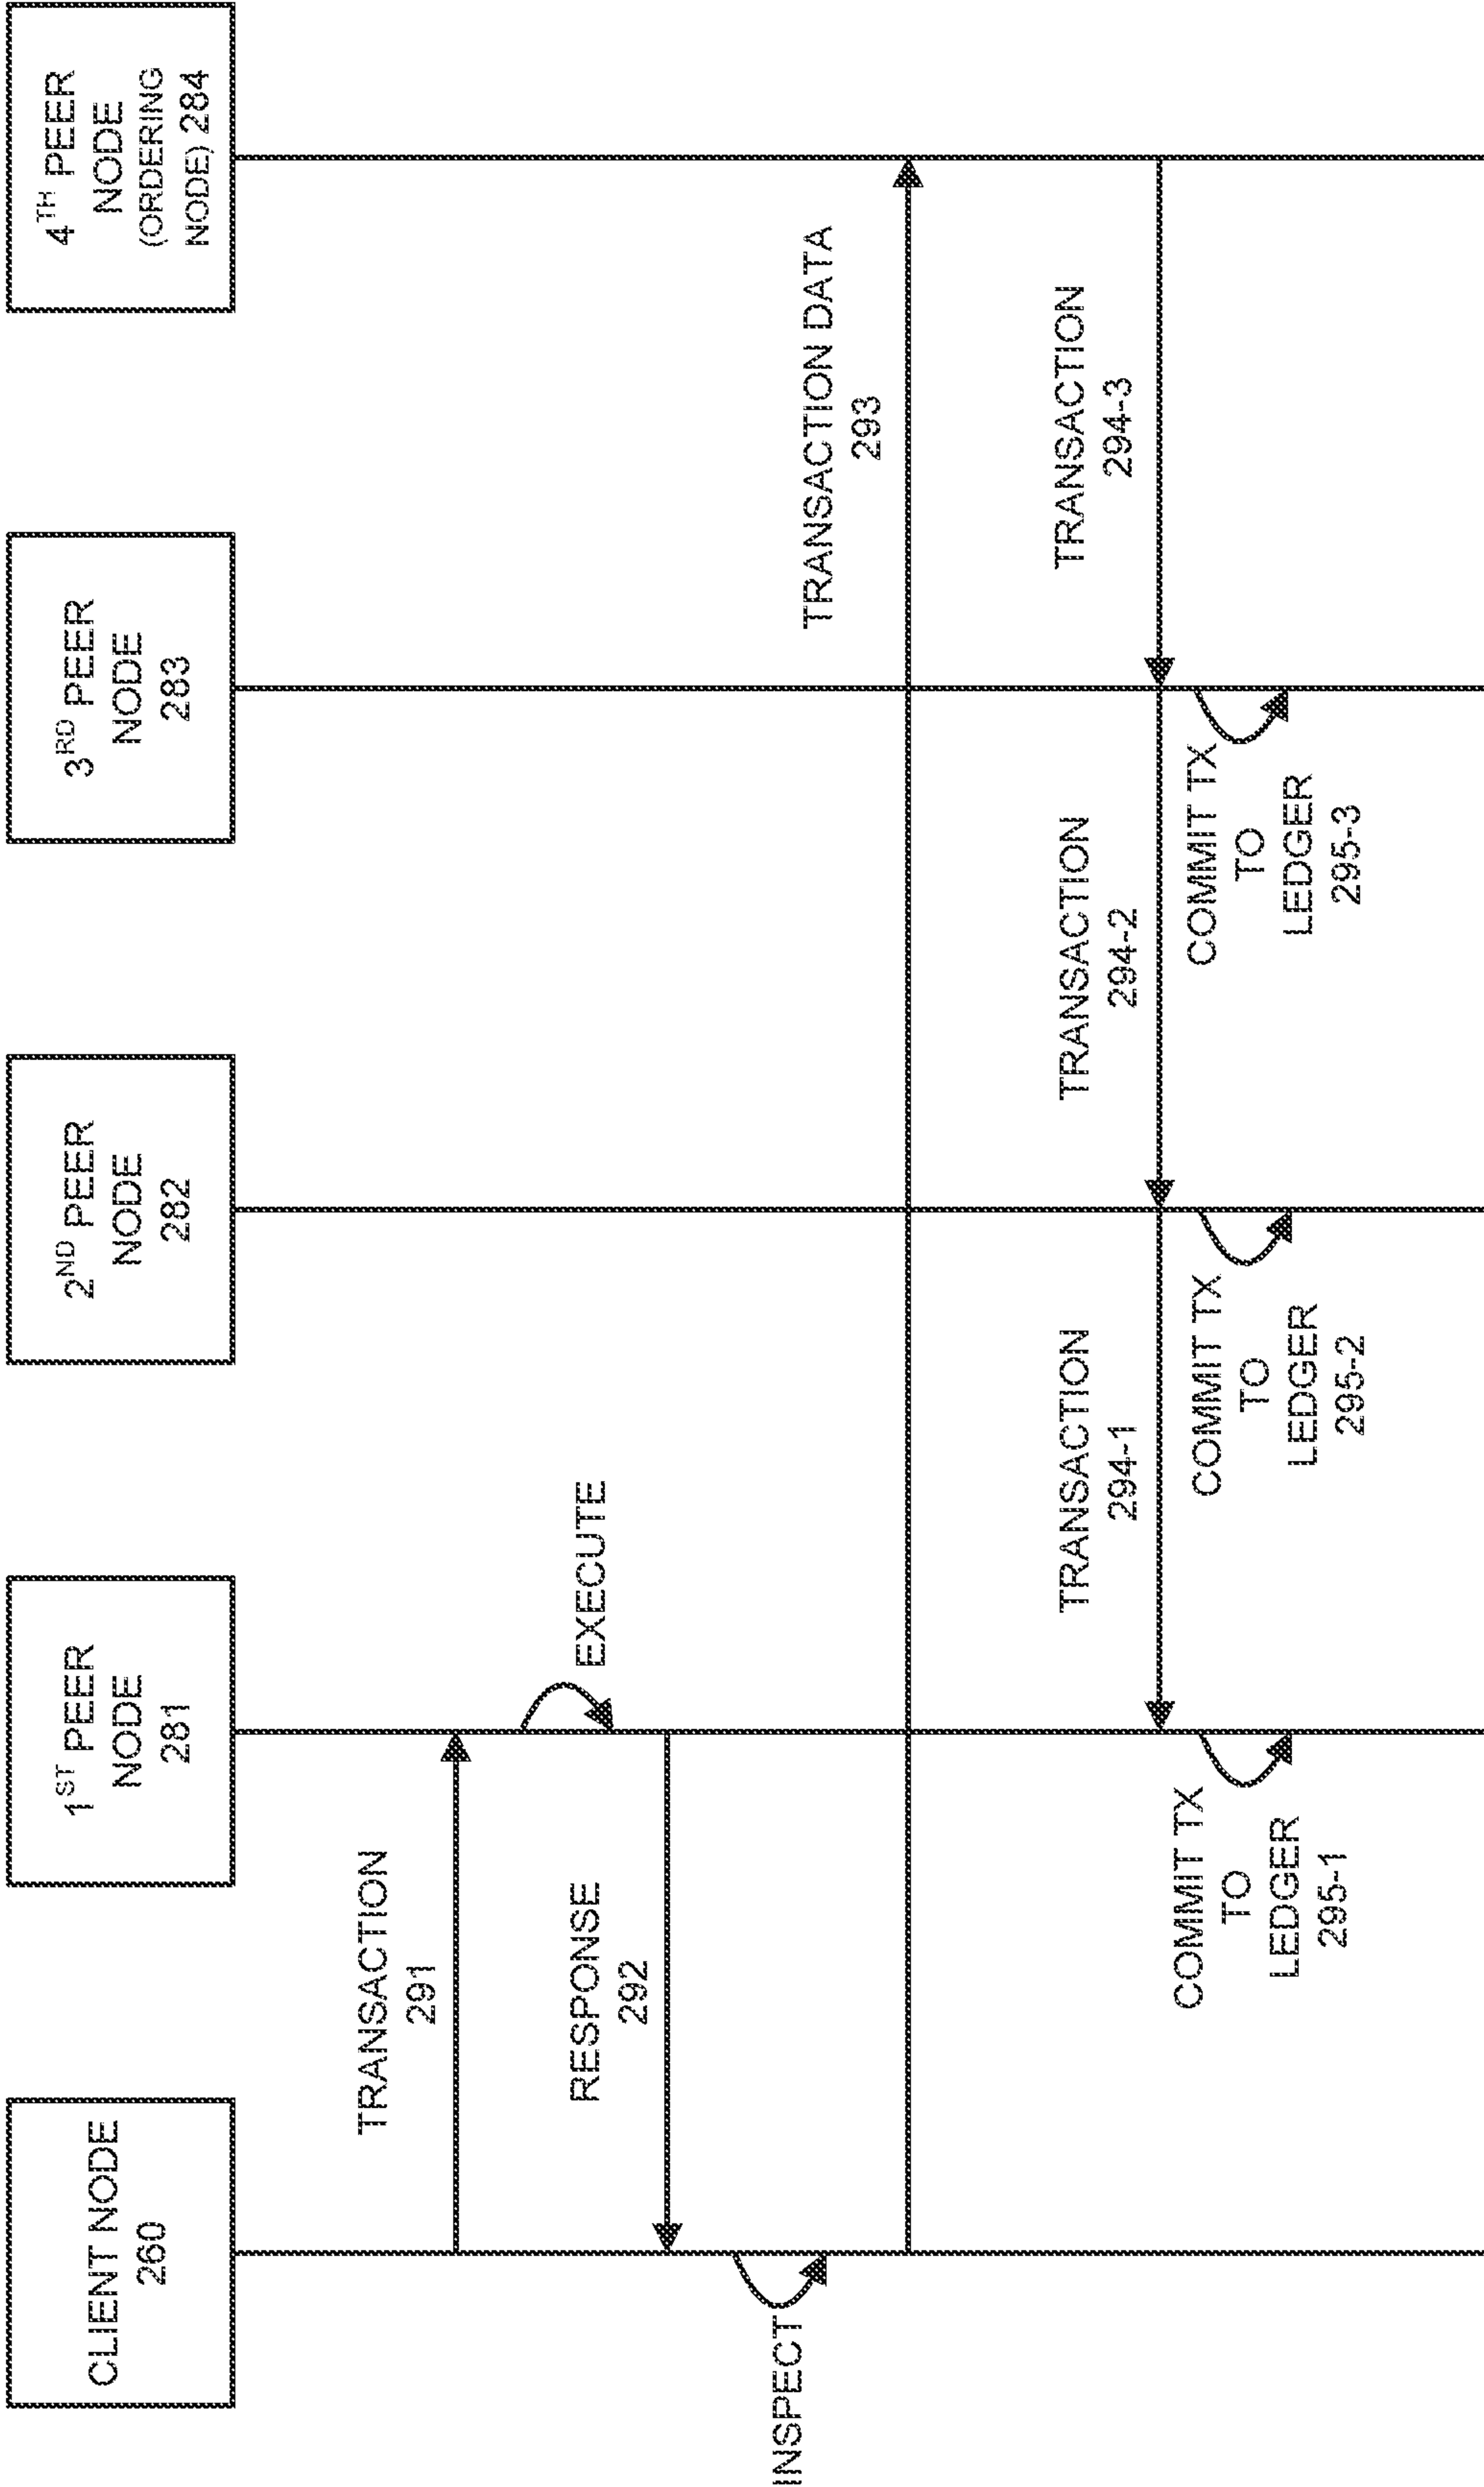 CLIENT NODE
260
1ST PEER
NODE
281
2ND PEER
NODE
282
3RD PEER
NODE
283
4TH PEER
NODE
(ORDERING
NODE) 284
TRANSACTION
291
EXECUTE
RESPONSE
292
INSPECT
TRANSACTION DATA
293
TRANSACTION
294-1
TRANSACTION
294-2
TRANSACTION
294-3
COMMIT TX
TO
LEDGER
295-1
COMMIT TX
TO
LEDGER
295-2
COMMIT TX
TO
LEDGER
295-3